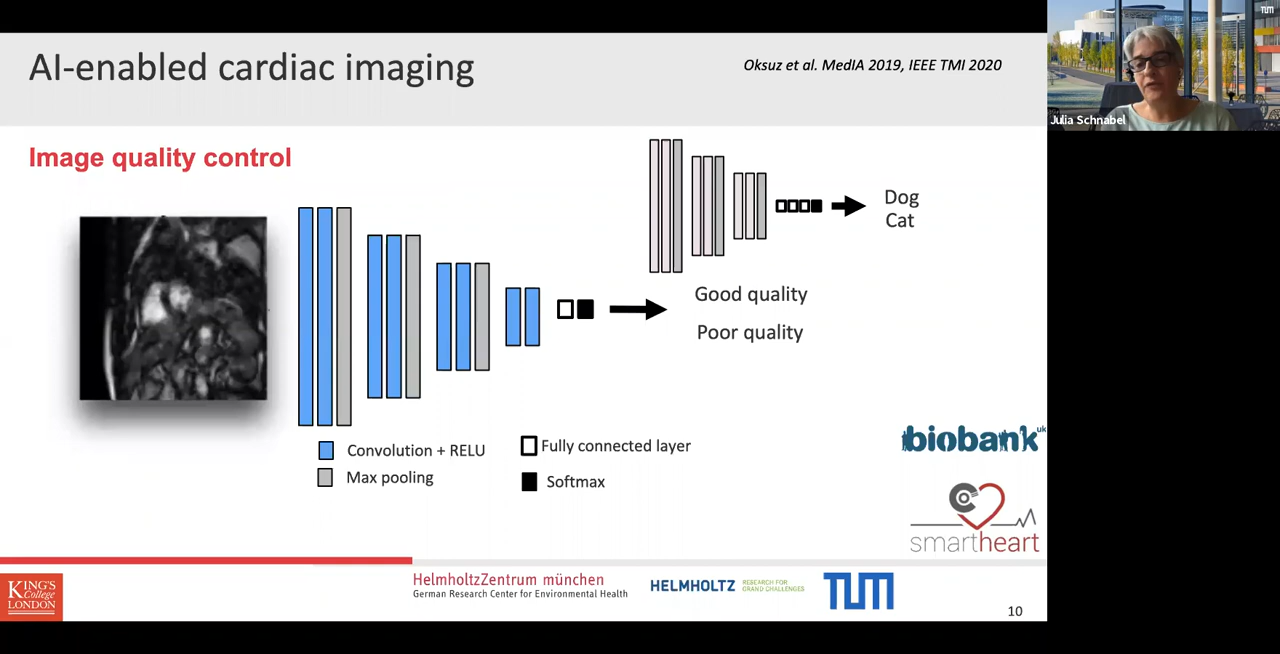 AI-enabled cardiac imaging
Oksuz et al. MedIA 2019, IEEE TMI 2020
TUM
Julia Schnabel
Image quality control
Dog
Cat
Good quality
Poor quality
Convolution + RELU
Fully connected layer
Max pooling
Softmax
biobank uk
smartheart
KING'S
College
LONDON
HelmholtzZentrum münchen
German Research Center for Environmental Health
HELMHOLTZ
RESEARCH FOR
GRAND CHALLENGES
TUM
10